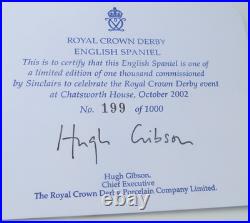 ROYAL CROWN DERBY
ENGLISH SPANIEL
This is to certify that this English Spaniel is one of
a limited edition of one thousand commissioned
by Sinclairs to celebrate the Royal Crown Derby event
at Chatsworth House, October 2002
No. 199 of 1000
Hugh Gibson
Hugh Gibson,
Chief Executive
The Royal Crown Derby Porcelain Company Limited.